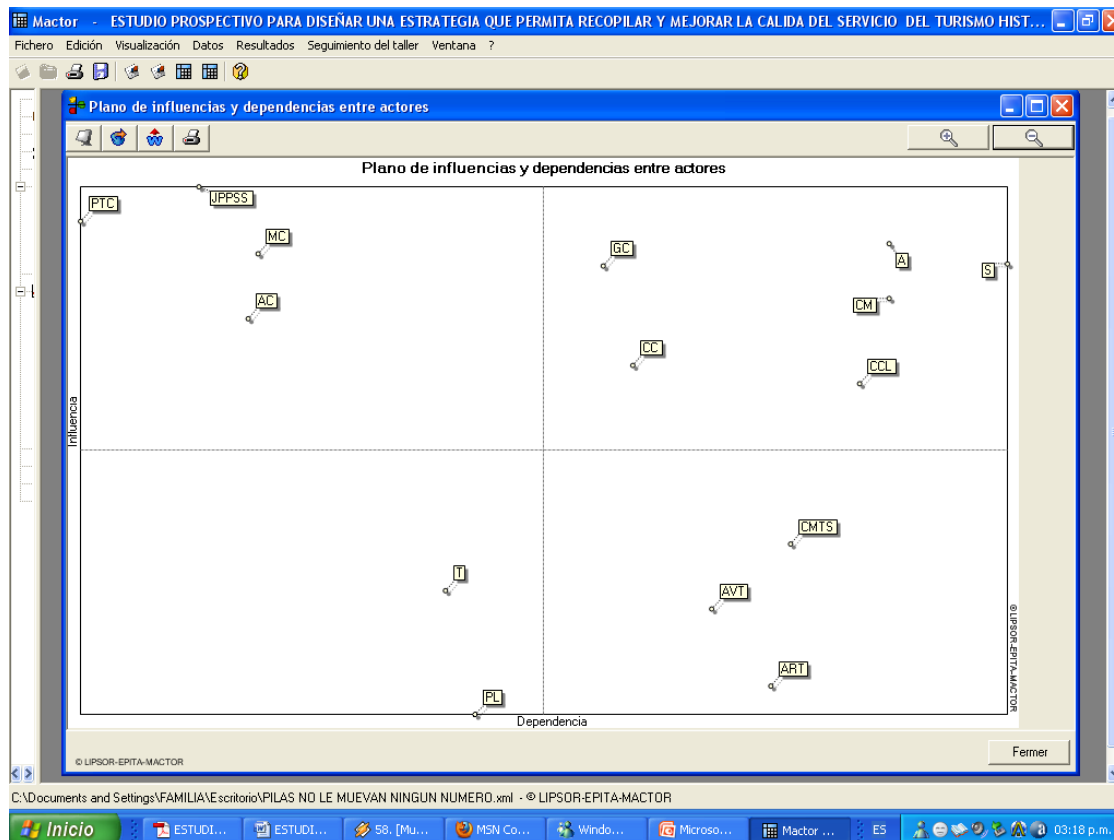 Mactor - ESTUDIO PROSPECTIVO PARA DISEÑAR UNA ESTRATEGIA QUE PERMITA RECOPILAR Y MEJORAR LA CALIDA DEL SERVICIO DEL TURISMO HIST...
Fichero Edición Visualización Datos Resultados Seguimiento del taller Ventana ?
Plano de influencias y dependencias entre actores
Plano de influencias y dependencias entre actores
JPPSS
PTC
MC
GC
A
S
AC
CM
CC
CCL
Influencia
CMTS
T
AVT
ART
PL
© LIPSOR-EPITA-MACTOR
Dependencia
Fermer
© LIPSOR-EPITA-MACTOR
C:\Documents and Settings\FAMILIA\Escritorio\PILAS NO LE MUEVAN NINGUN NUMERO.xml - © LIPSOR-EPITA-MACTOR
Inicio ESTUDI... ESTUDI... 58. [Mu... MSN Co... Windo... Microso... Mactor ... ES 03:18 p.m.